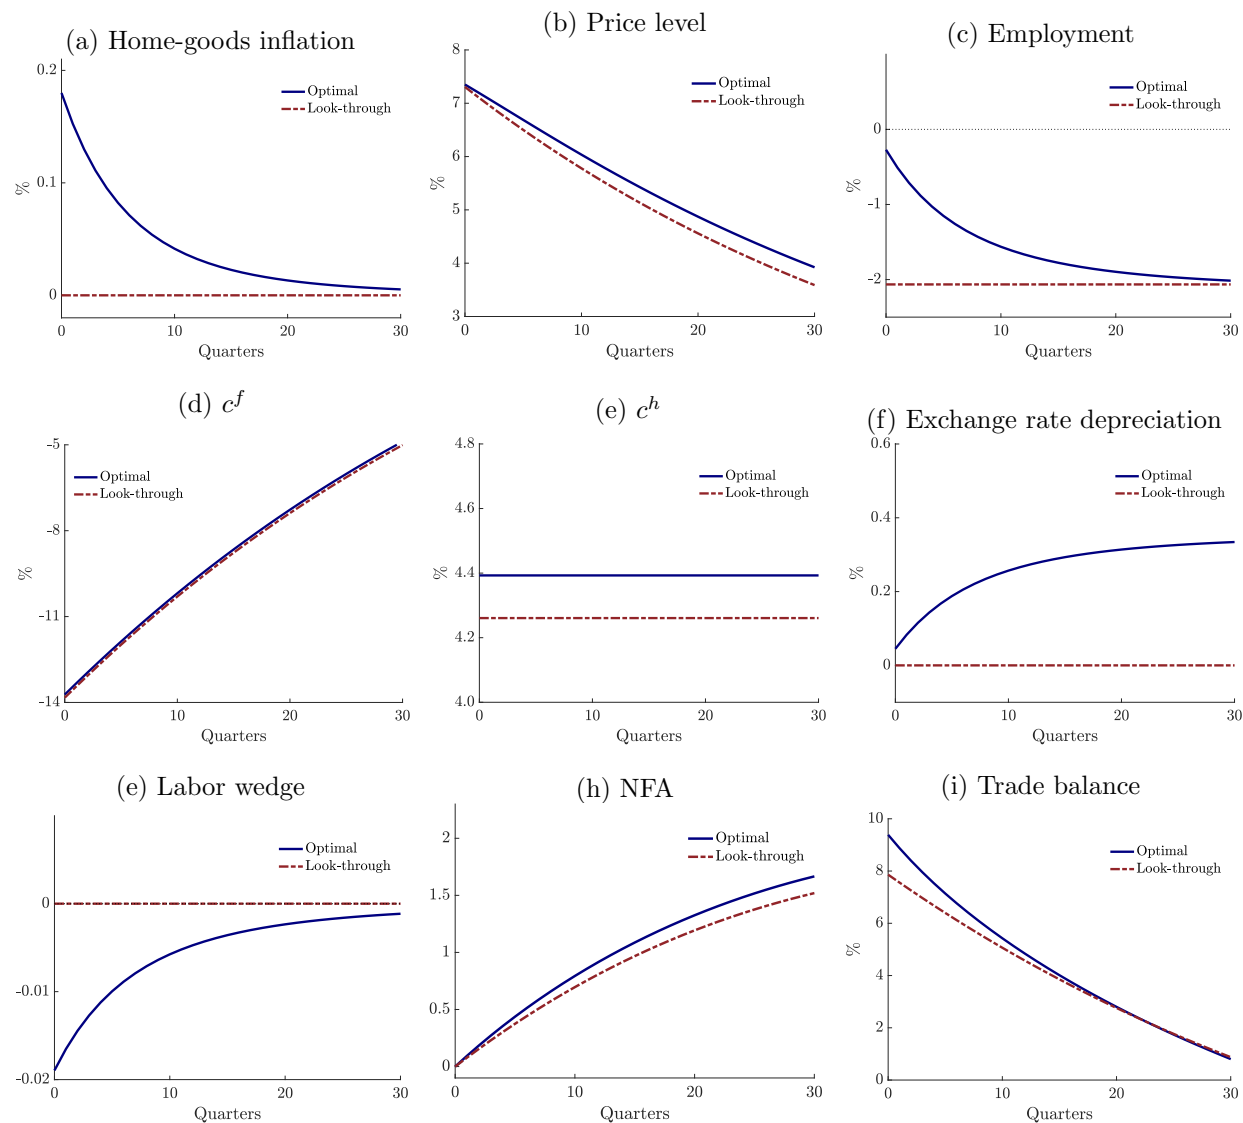 (a) Home-goods inflation
0.2
0.1
0
%
Optimal
Look-through
0 10 20 30
Quarters
(b) Price level
8
7
6
5
4
3
%
Optimal
Look-through
0 10 20 30
Quarters
(c) Employment
0
-1
-2
%
Optimal
Look-through
0 10 20 30
Quarters
(d) c^f
-5
-8
-11
-14
%
Optimal
Look-through
0 10 20 30
Quarters
(e) c^h
4.8
4.6
4.4
4.2
4.0
%
Optimal
Look-through
0 10 20 30
Quarters
(f) Exchange rate depreciation
0.6
0.4
0.2
0
%
Optimal
Look-through
0 10 20 30
Quarters
(e) Labor wedge
0
-0.01
-0.02
Optimal
Look-through
0 10 20 30
Quarters
(h) NFA
2
1.5
1
0.5
0
Optimal
Look-through
0 10 20 30
Quarters
(i) Trade balance
10
8
6
4
2
0
%
Optimal
Look-through
0 10 20 30
Quarters